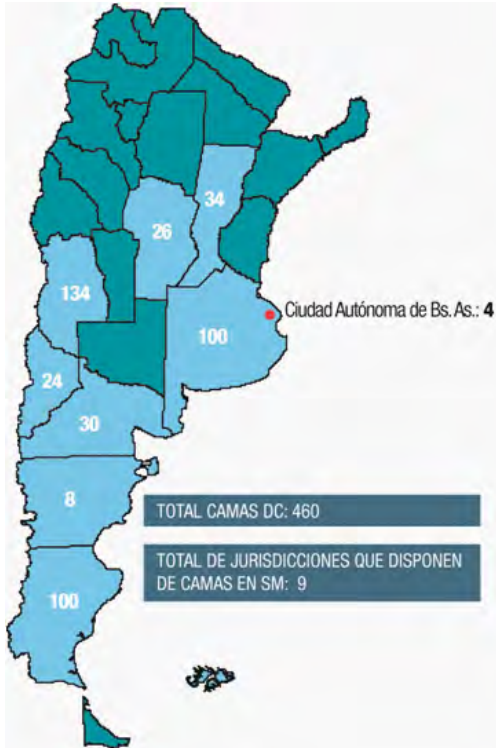 34
26
134
Ciudad Autónoma de Bs. As.: 4
100
24
30
8
TOTAL CAMAS DC: 460
TOTAL DE JURISDICCIONES QUE DISPONEN
DE CAMAS EN SM: 9
100